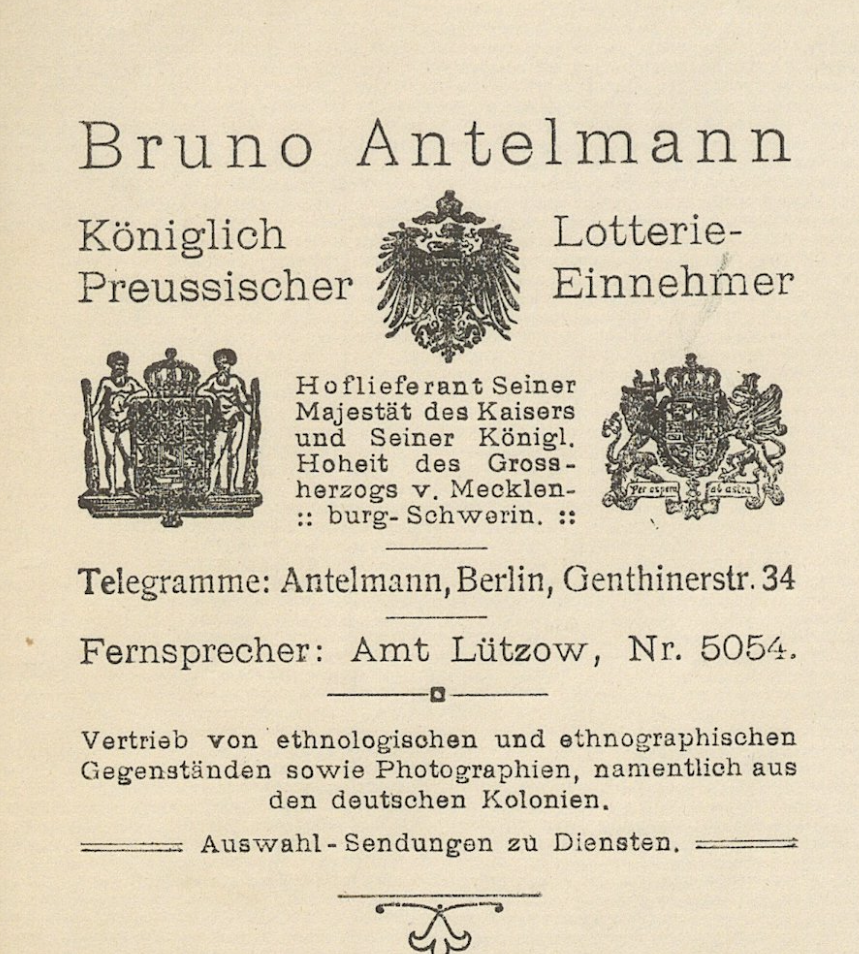 Bruno Antelmann
Königlich
Preussischer
Lotterie-
Einnehmer
Hoflieferant Seiner
Majestät des Kaisers
und Seiner Königl.
Hoheit des Gross-
herzogs v. Mecklen-
:: burg-Schwerin. ::
Per aspera ad astra
Telegramme: Antelmann, Berlin, Genthinerstr. 34
Fernsprecher: Amt Lützow, Nr. 5054.
Vertrieb von ethnologischen und ethnographischen
Gegenständen sowie Photographien, namentlich aus
den deutschen Kolonien.
Auswahl-Sendungen zu Diensten.